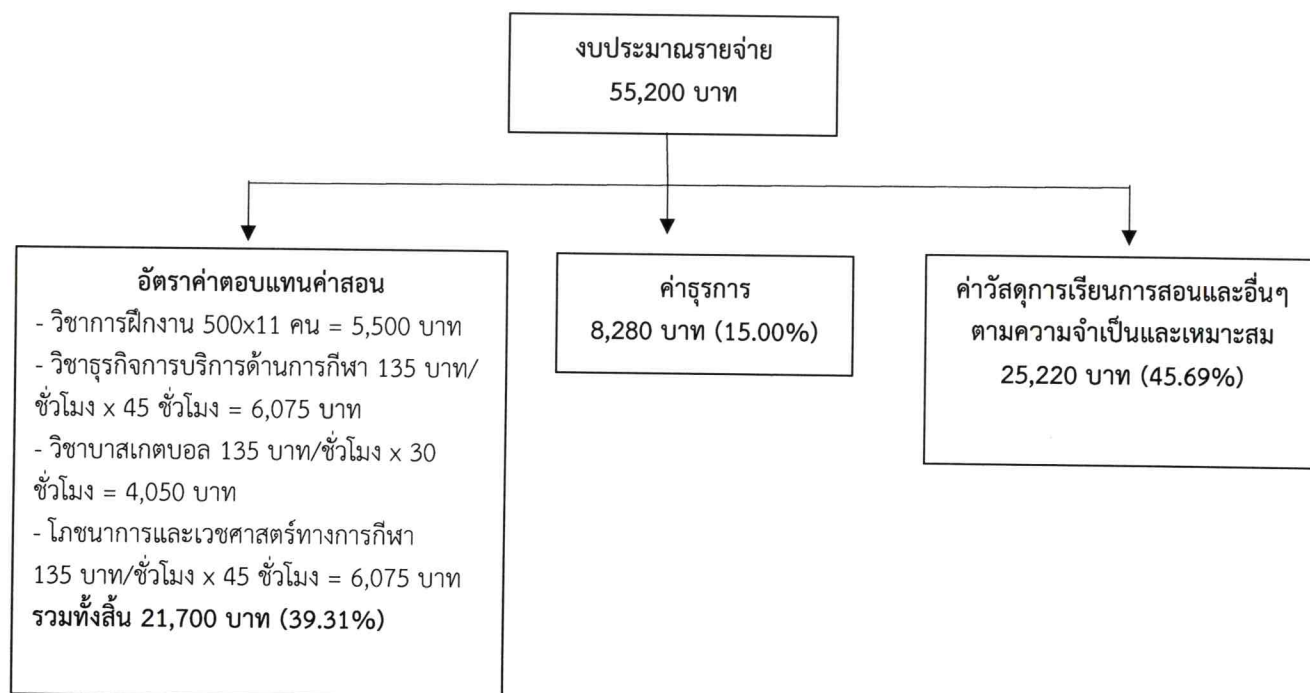 งบประมาณรายจ่าย
55,200 บาท
อัตราค่าตอบแทนค่าสอน
- วิชาการฝึกงาน 500x11 คน = 5,500 บาท
- วิชาธุรกิจการบริการด้านการกีฬา 135 บาท/
ชั่วโมง x 45 ชั่วโมง = 6,075 บาท
- วิชาบาสเกตบอล 135 บาท/ชั่วโมง x 30
ชั่วโมง = 4,050 บาท
- โภชนาการและเวชศาสตร์ทางการกีฬา
135 บาท/ชั่วโมง x 45 ชั่วโมง = 6,075 บาท
รวมทั้งสิ้น 21,700 บาท (39.31%)
ค่าธุรการ
8,280 บาท (15.00%)
ค่าวัสดุการเรียนการสอนและอื่นๆ
ตามความจำเป็นและเหมาะสม
25,220 บาท (45.69%)